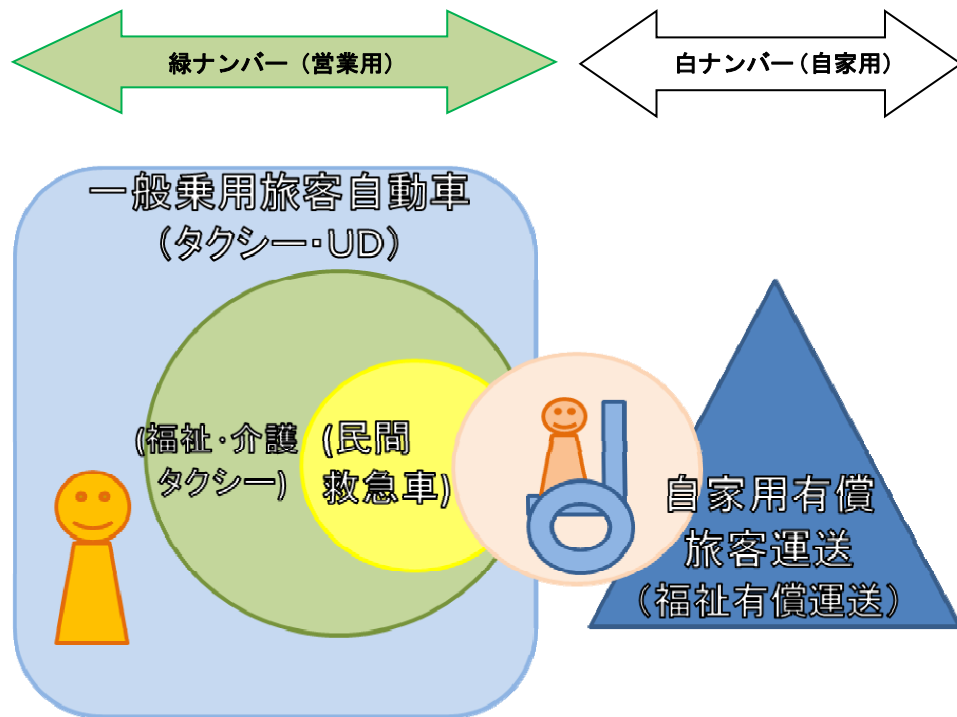 緑ナンバー（営業用）
白ナンバー（自家用）
一般乗用旅客自動車
（タクシー・UD）
(福祉・介護
タクシー)
(民間
救急車)
自家用有償
旅客運送
（福祉有償運送）